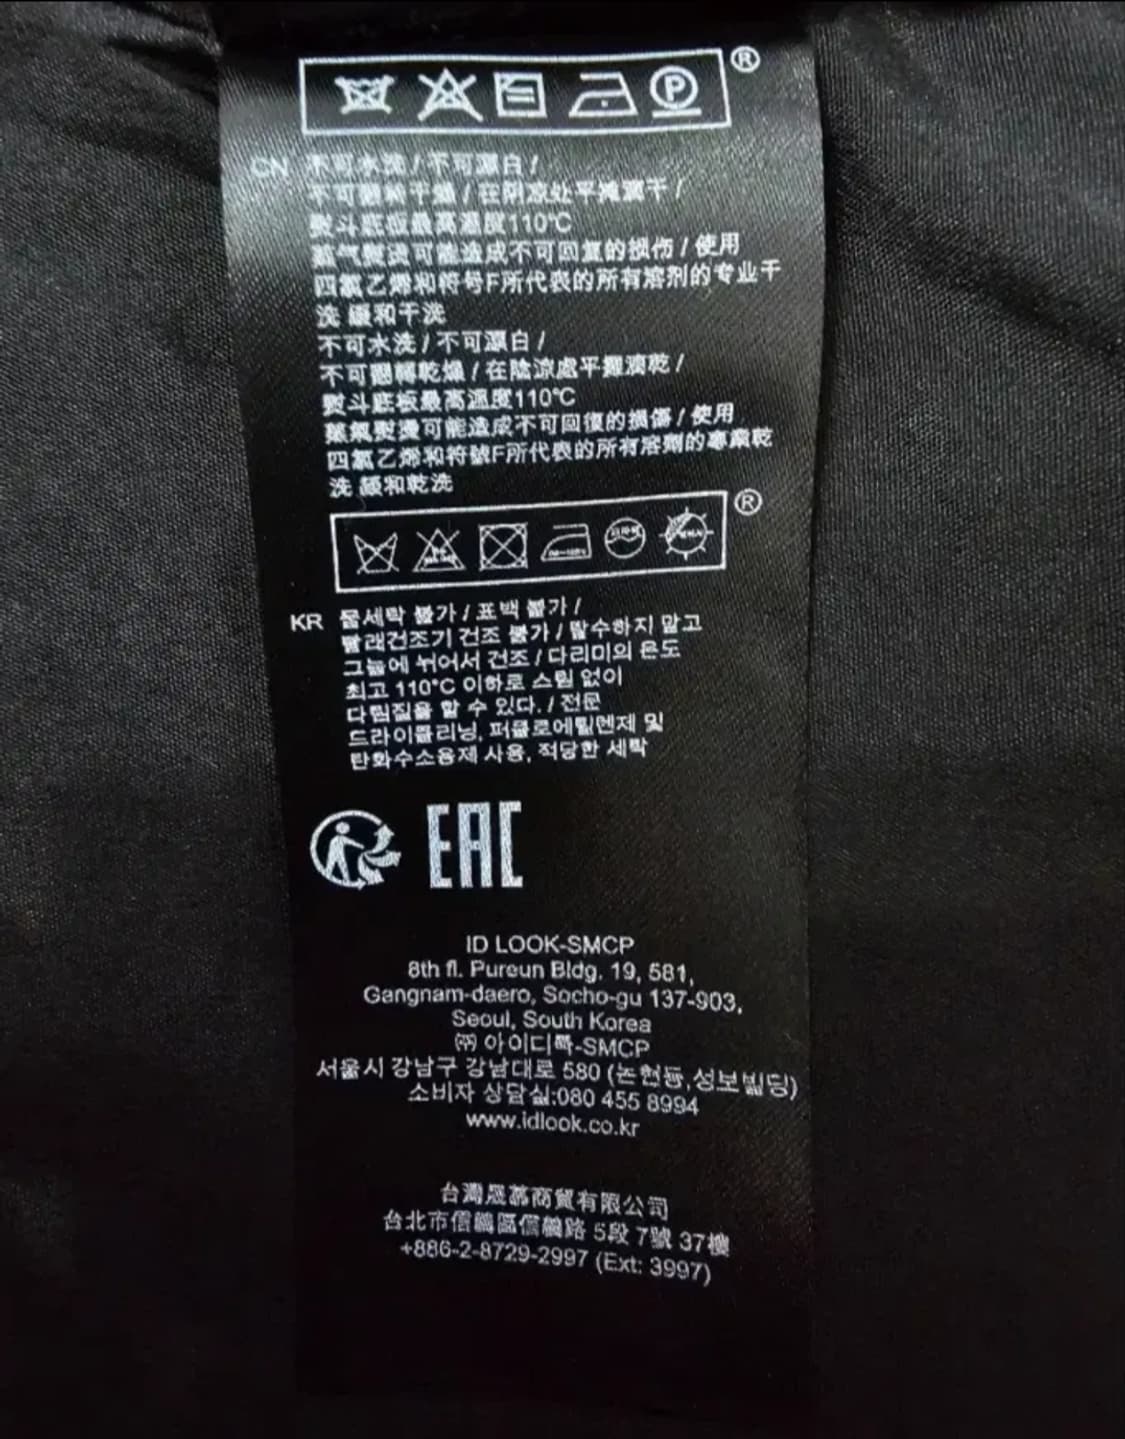 ®
P
CN 不可水洗 / 不可漂白 /
不可翻转干燥 / 在阴凉处平摊滴干 /
熨斗底板最高温度110°C
蒸气熨烫可能造成不可回复的损伤 / 使用
四氯乙烯和符号F所代表的所有溶剂的专业干
洗 缓和干洗
不可水洗 / 不可漂白 /
不可翻轉乾燥 / 在陰涼處平攤滴乾 /
熨斗底板最高溫度110°C
蒸氣熨燙可能造成不可回復的損傷 / 使用
四氯乙烯和符號F所代表的所有溶劑的專業乾
洗 緩和乾洗
®
KR 물세탁 불가 / 표백 불가 /
빨래건조기 건조 불가 / 탈수하지 말고
그늘에 뉘어서 건조 / 다리미의 온도
최고 110°C 이하로 스팀 없이
다림질을 할 수 있다. / 전문
드라이클리닝, 퍼클로에틸렌제 및
탄화수소용제 사용, 적당한 세탁
EAC
ID LOOK-SMCP
8th fl. Pureun Bldg. 19, 581,
Gangnam-daero, Socho-gu 137-903,
Seoul, South Korea
㈜ 아이디룩-SMCP
서울시 강남구 강남대로 580 (논현동,성보빌딩)
소비자 상담실:080 455 8994
www.idlook.co.kr
台灣晟慕商貿有限公司
台北市信義區信義路 5段 7號 37樓
+886-2-8729-2997 (Ext: 3997)